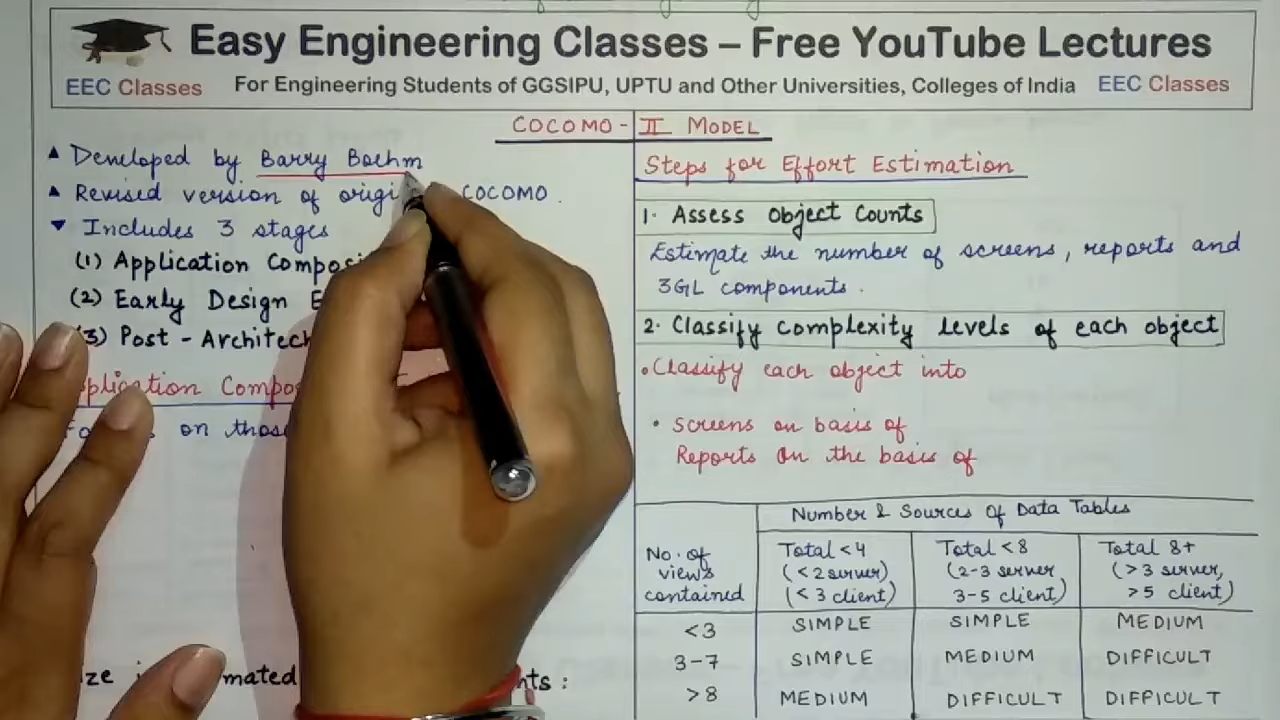 Easy Engineering Classes – Free YouTube Lectures
EEC Classes
For Engineering Students of GGSIPU, UPTU and Other Universities, Colleges of India
EEC Classes
COCOMO - II MODEL
Developed by Barry Boehm
Revised version of origi COCOMO.
Includes 3 stages
(1) Application Composi
(2) Early Design E
(3) Post - Architec
plication Compo
on thos
ze i mated nts :
Steps for Effort Estimation
1. Assess Object Counts
Estimate the number of screens, reports and
3GL components.
2. Classify complexity levels of each object
• Classify each object into
• Screens on basis of
Reports on the basis of
Number & Sources Of Data Tables
No. of views contained
Total < 4 (< 2 server) (< 3 client)
Total < 8 (2-3 server 3-5 client)
Total 8+ (> 3 server, > 5 client)
< 3 SIMPLE SIMPLE MEDIUM
3-7 SIMPLE MEDIUM DIFFICULT
> 8 MEDIUM DIFFICULT DIFFICULT